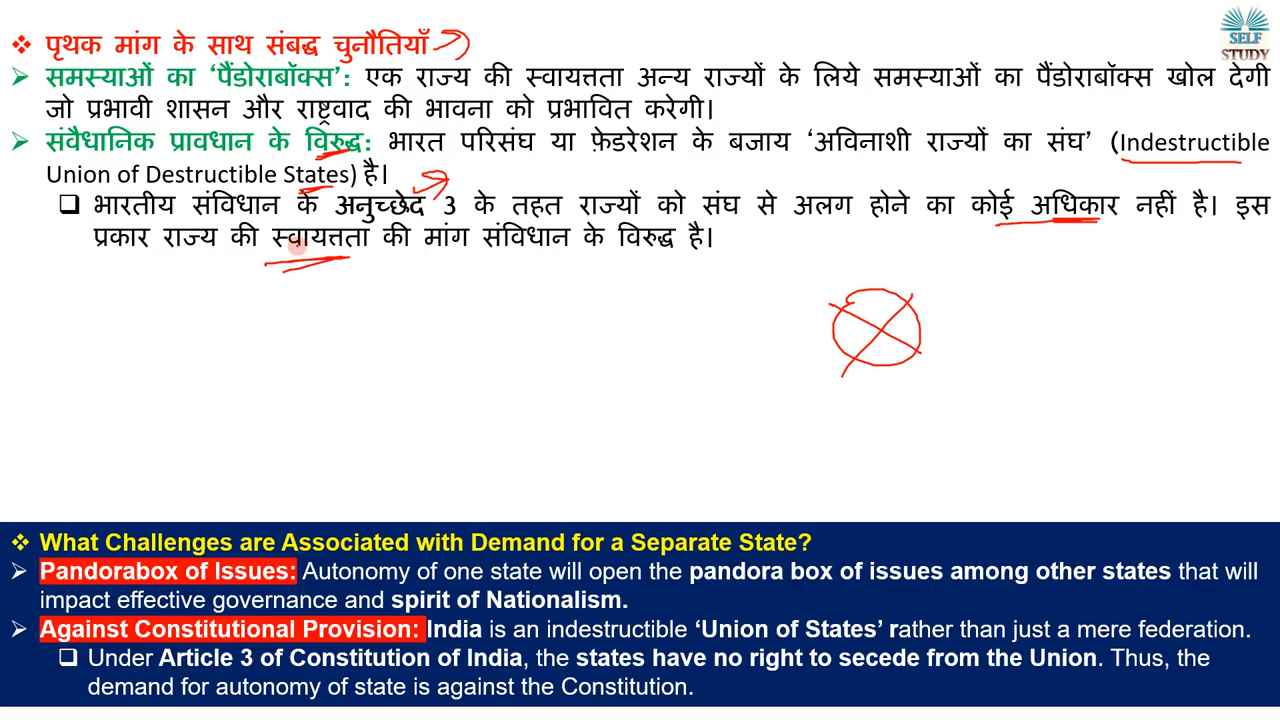 SELF
STUDY
❖ पृथक मांग के साथ संबद्ध चुनौतियाँ
➢ समस्याओं का ‘पैंडोराबॉक्स’: एक राज्य की स्वायत्तता अन्य राज्यों के लिये समस्याओं का पैंडोराबॉक्स खोल देगी
जो प्रभावी शासन और राष्ट्रवाद की भावना को प्रभावित करेगी।
➢ संवैधानिक प्रावधान के विरुद्ध: भारत परिसंघ या फ़ेडरेशन के बजाय ‘अविनाशी राज्यों का संघ’ (Indestructible
Union of Destructible States) है।
❑ भारतीय संविधान के अनुच्छेद 3 के तहत राज्यों को संघ से अलग होने का कोई अधिकार नहीं है। इस
प्रकार राज्य की स्वायत्तता की मांग संविधान के विरुद्ध है।
❖ What Challenges are Associated with Demand for a Separate State?
➢ Pandorabox of Issues: Autonomy of one state will open the pandora box of issues among other states that will
impact effective governance and spirit of Nationalism.
➢ Against Constitutional Provision: India is an indestructible ‘Union of States’ rather than just a mere federation.
❑ Under Article 3 of Constitution of India, the states have no right to secede from the Union. Thus, the
demand for autonomy of state is against the Constitution.